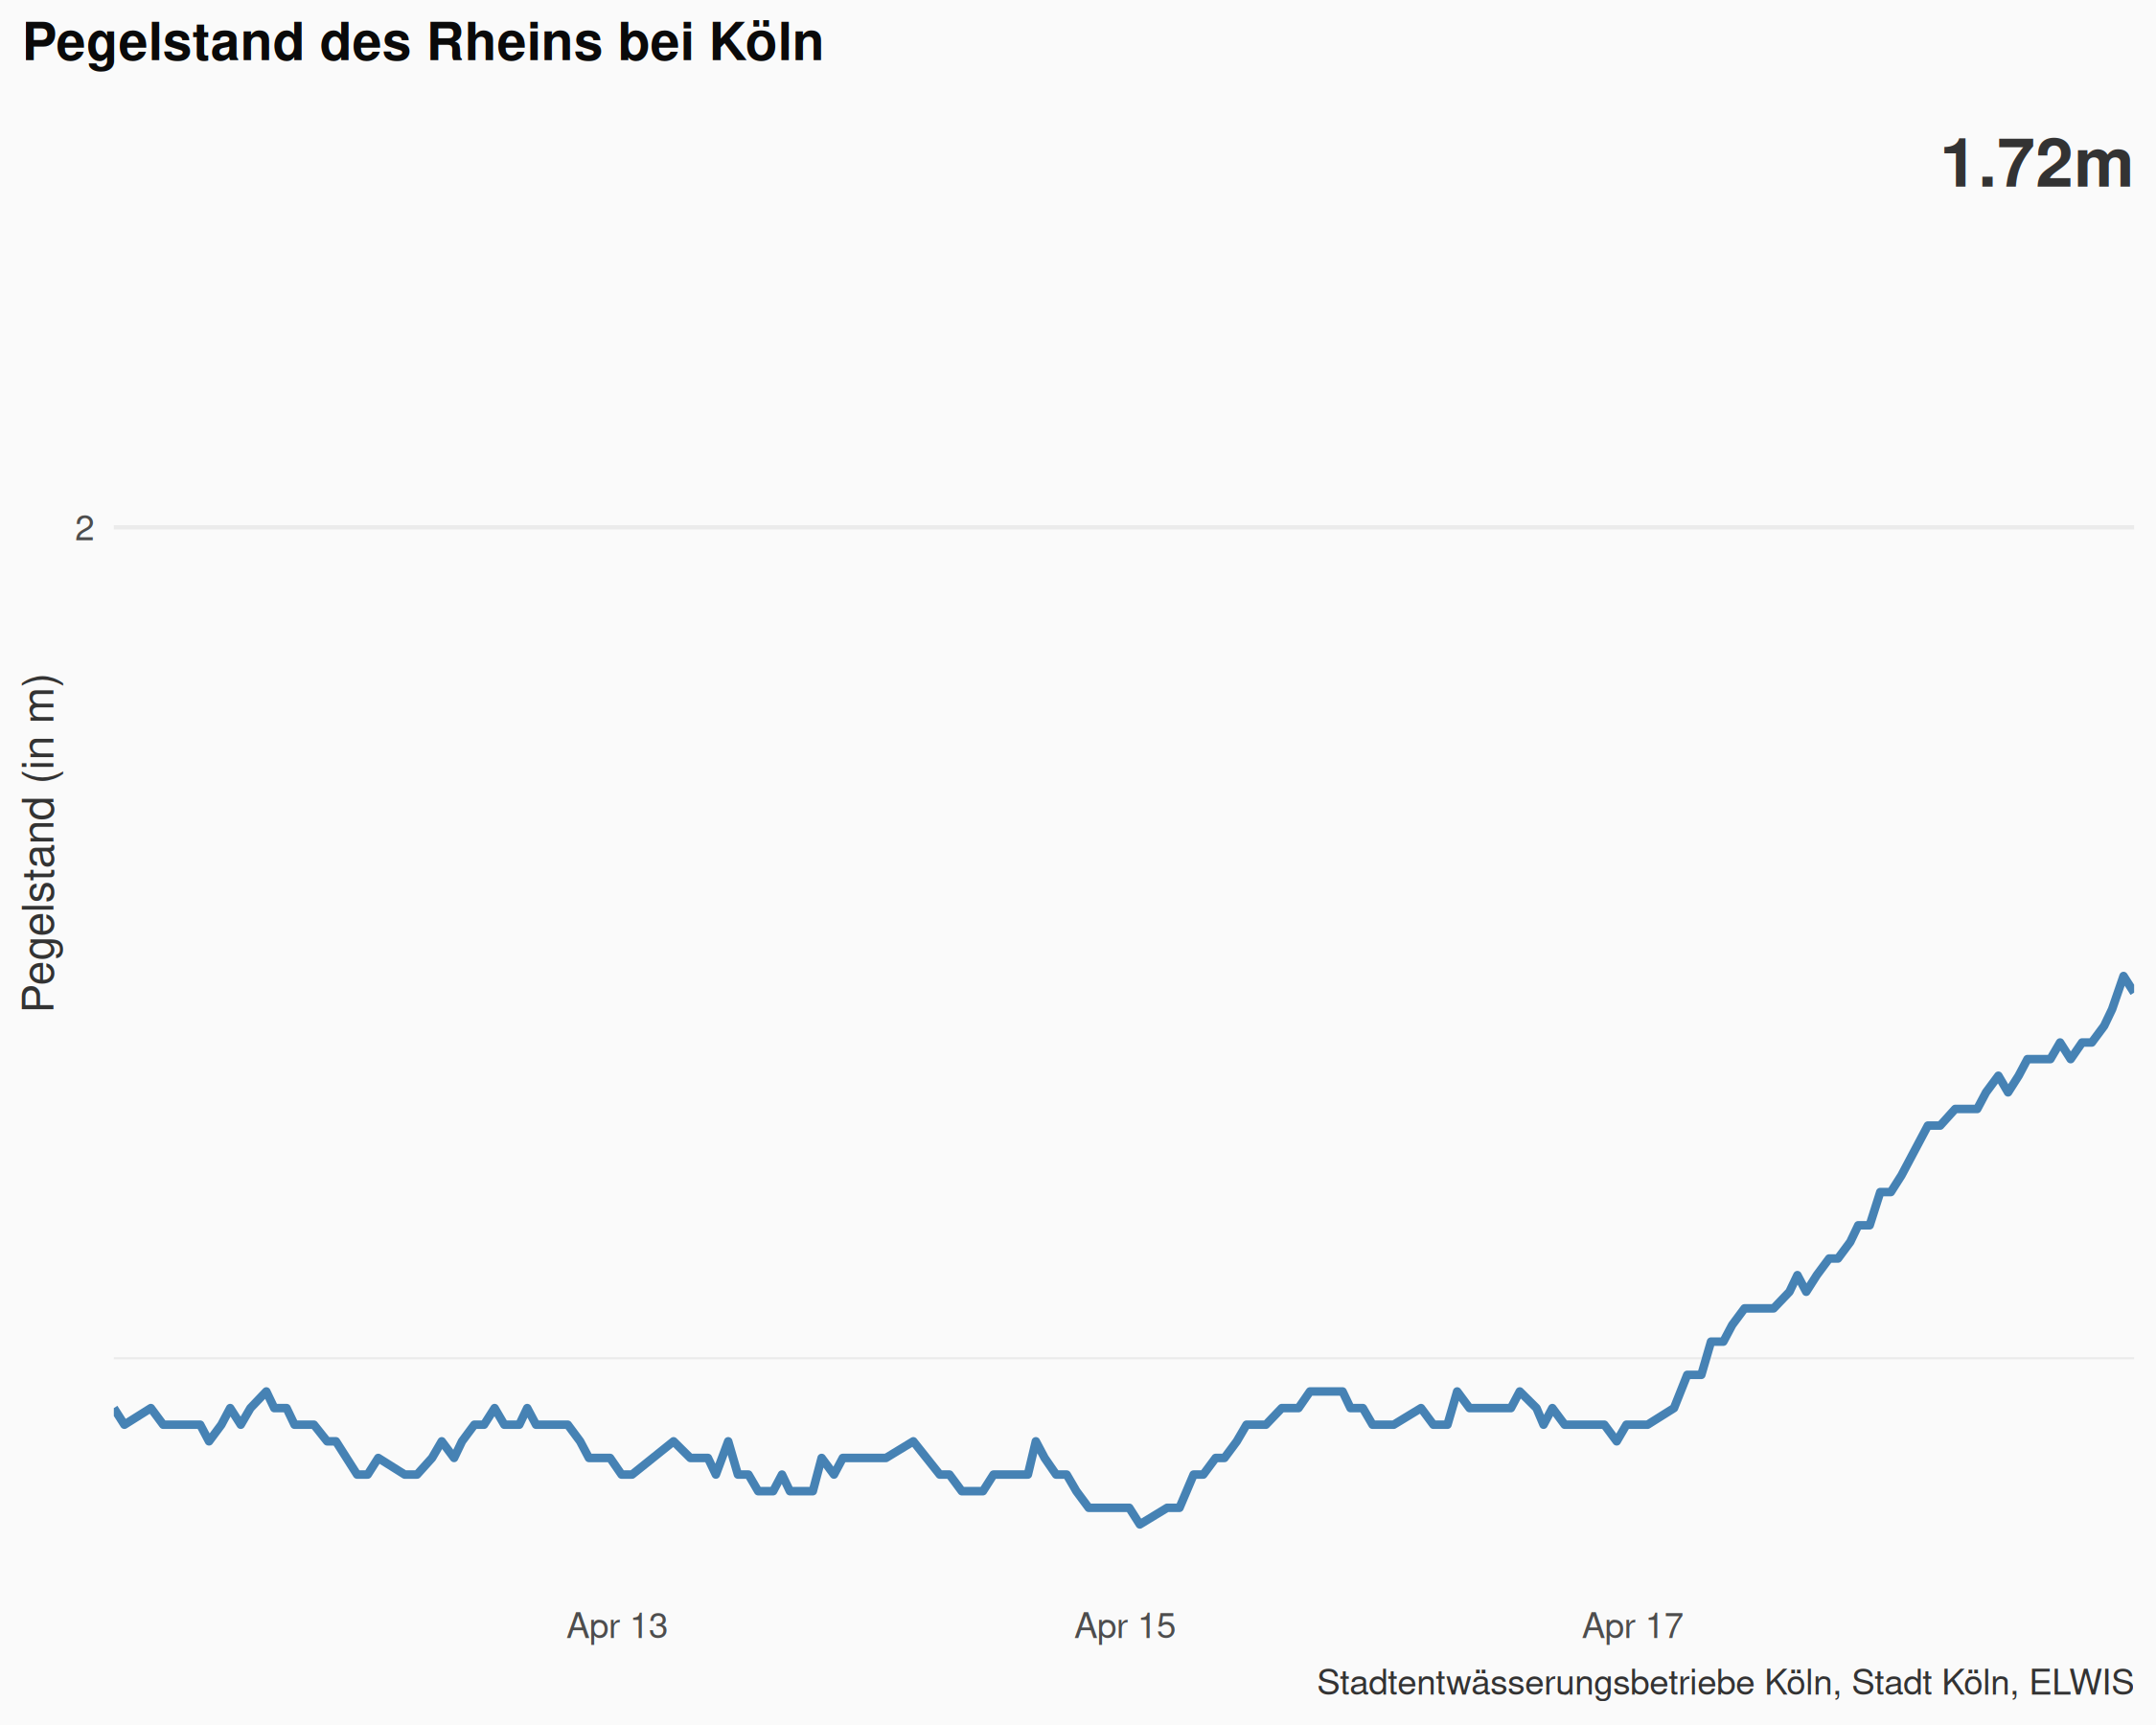 Pegelstand des Rheins bei Köln
1.72m
2
Pegelstand (in m)
Apr 13
Apr 15
Apr 17
Stadtentwässerungsbetriebe Köln, Stadt Köln, ELWIS